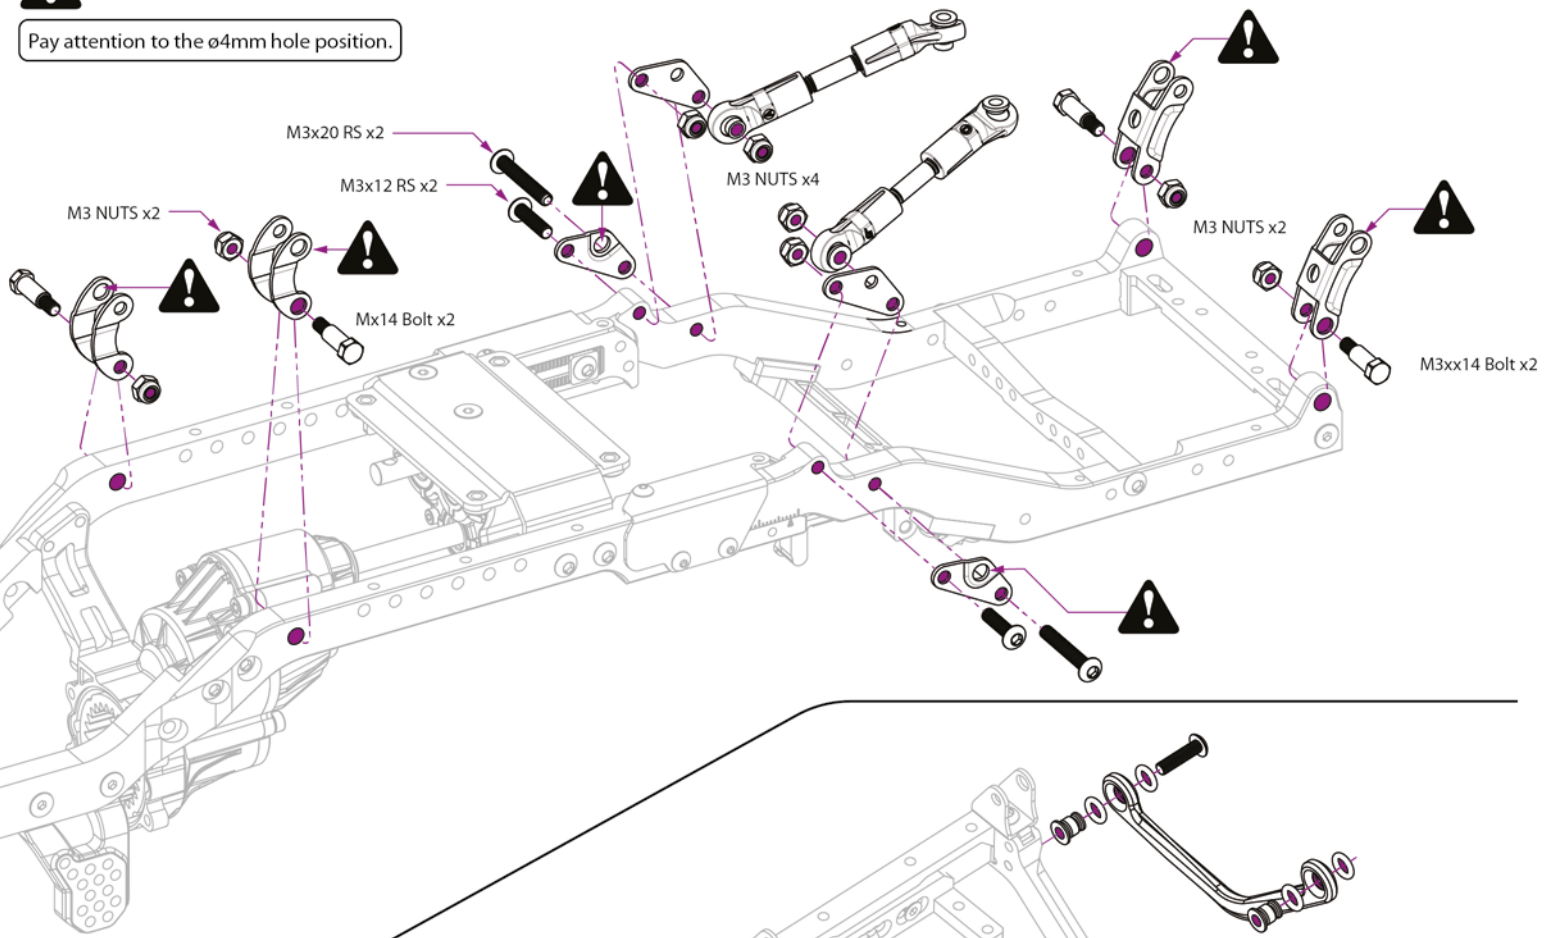 Pay attention to the ø4mm hole position.
M3x20 RS x2
M3x12 RS x2
M3 NUTS x4
M3 NUTS x2
M3 NUTS x2
Mx14 Bolt x2
M3xx14 Bolt x2